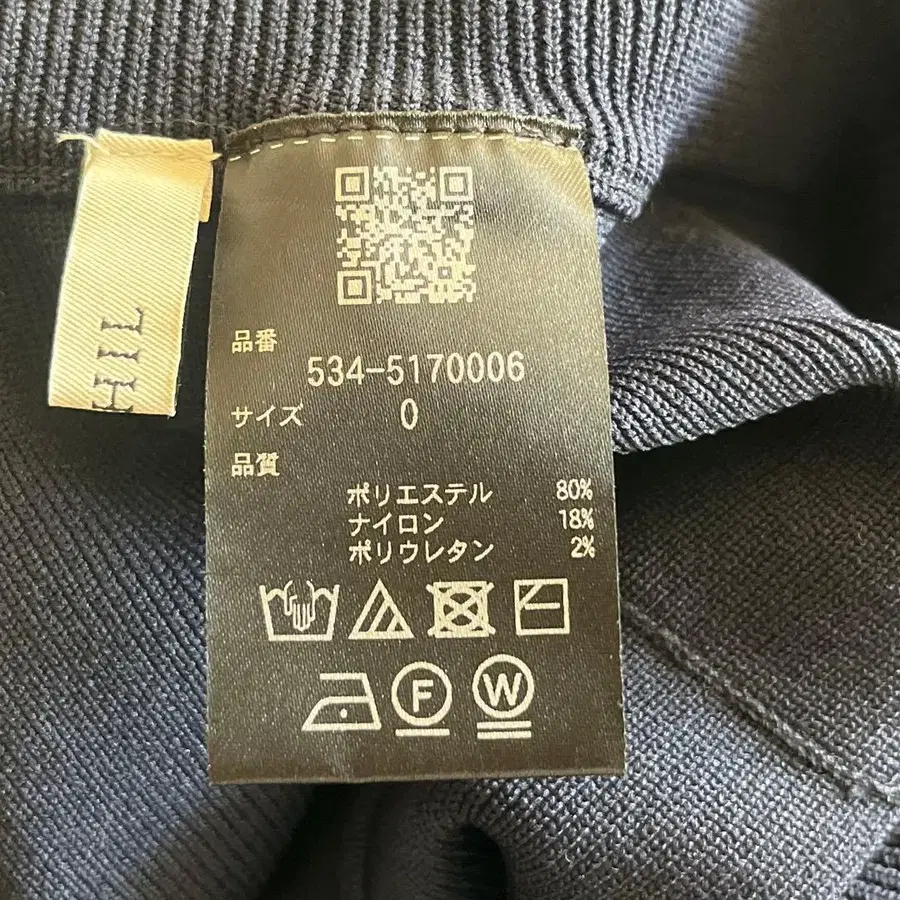 HIT
品番
534-5170006
サイズ 0
品質
ポリエステル 80%
ナイロン 18%
ポリウレタン 2%
F W